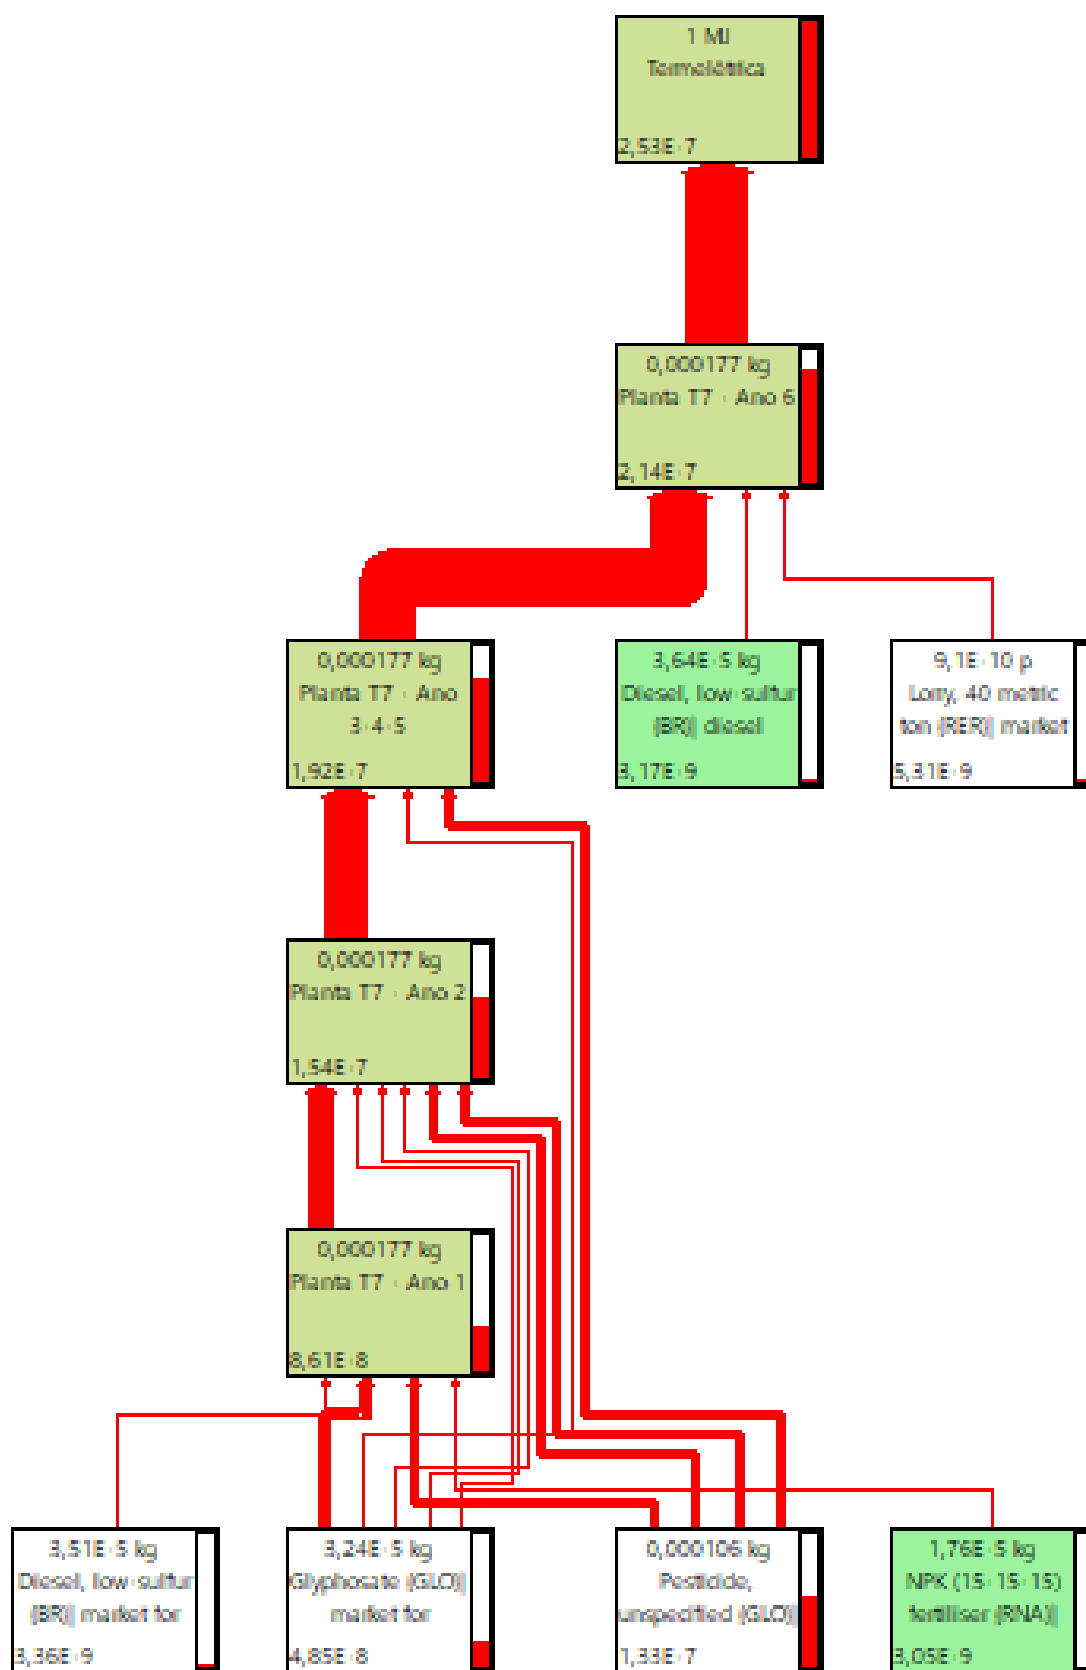 1 MJ
Termelétrica
2,53E-7
0,000177 kg
Planta T7 - Ano 6
2,14E-7
0,000177 kg
Planta T7 - Ano
3-4-5
1,92E-7
3,64E-5 kg
Diesel, low-sulfur
{BR}| diesel
3,17E-9
9,1E-10 p
Lorry, 40 metric
ton {RER}| market
5,31E-9
0,000177 kg
Planta T7 - Ano 2
1,54E-7
0,000177 kg
Planta T7 - Ano 1
8,61E-8
3,51E-5 kg
Diesel, low-sulfur
{BR}| market for
3,36E-9
3,24E-5 kg
Glyphosate {GLO}|
market for
4,85E-8
0,000106 kg
Pesticide,
unspecified {GLO}|
1,33E-7
1,76E-5 kg
NPK (15-15-15)
fertiliser {RNA}|
3,05E-9